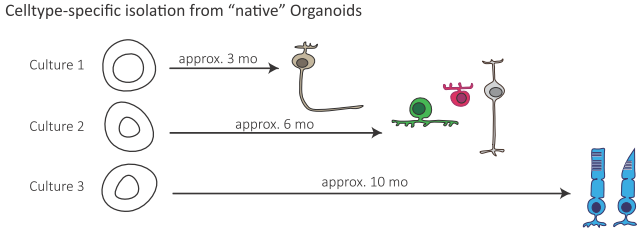 Celltype-specific isolation from “native” Organoids
Culture 1
approx. 3 mo
Culture 2
approx. 6 mo
Culture 3
approx. 10 mo